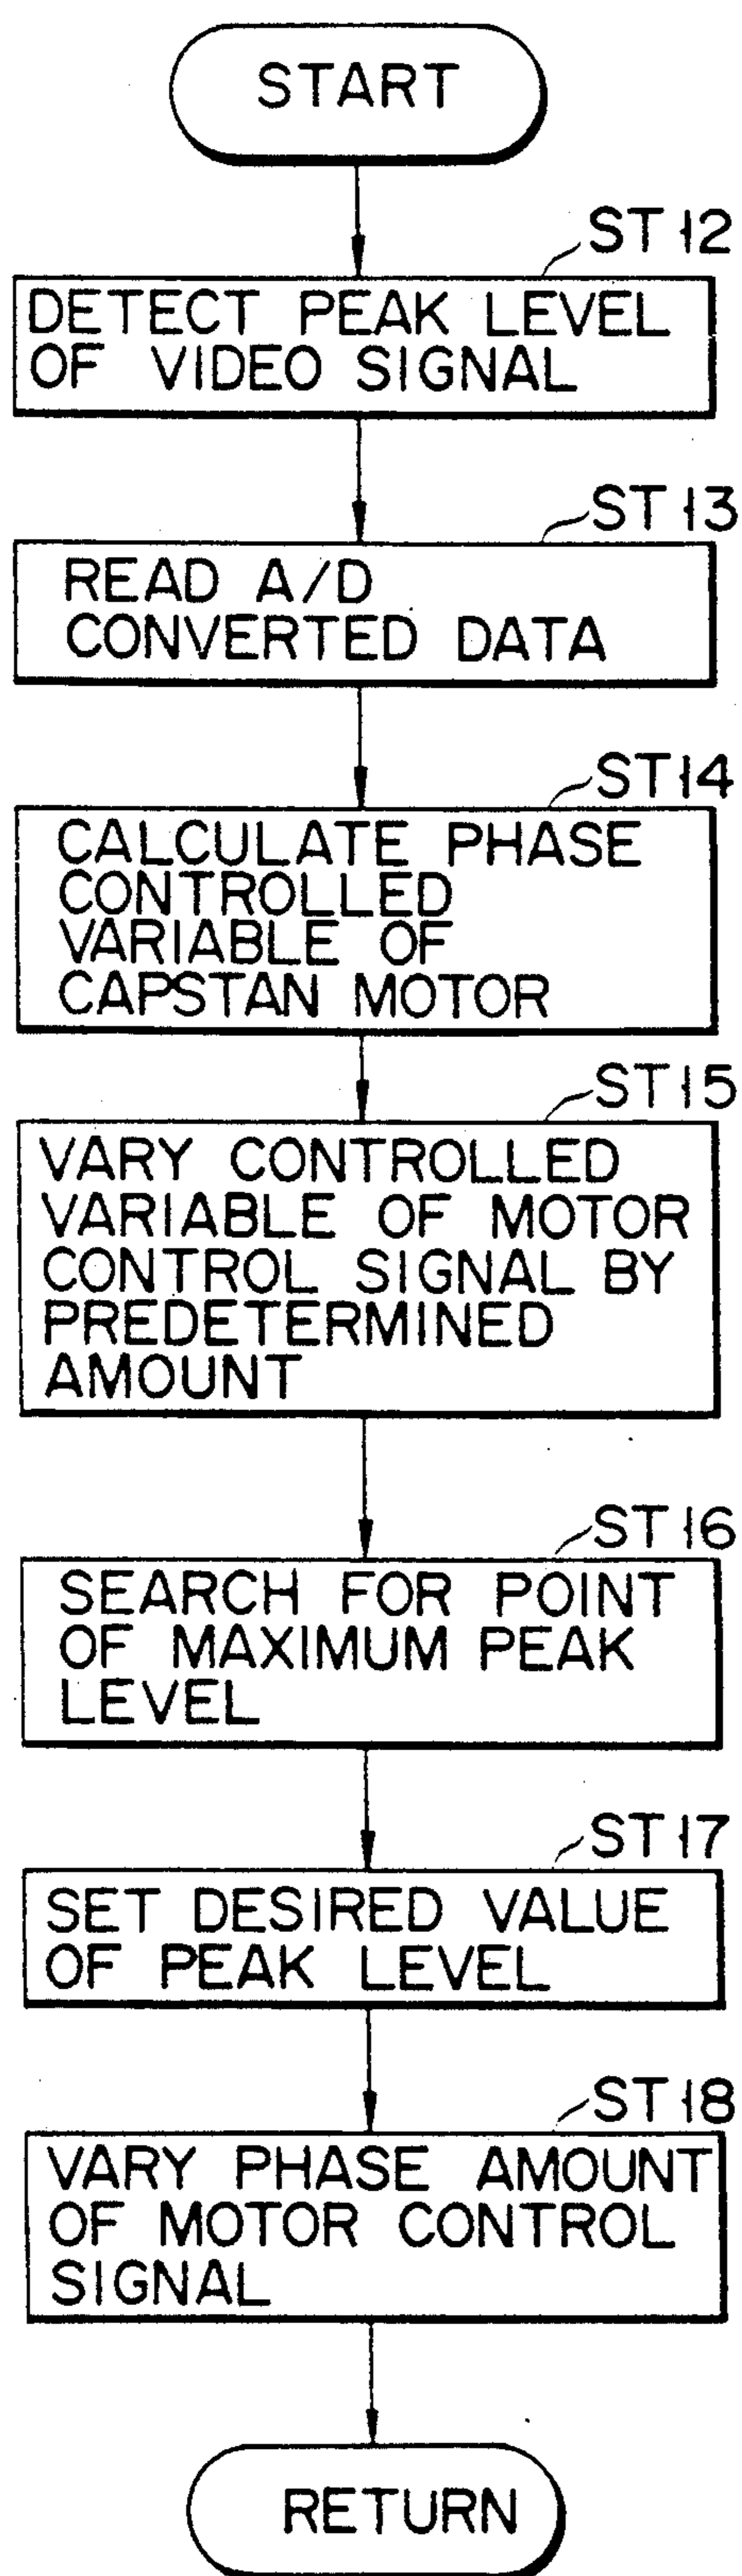 START
ST12
DETECT PEAK LEVEL
OF VIDEO SIGNAL
ST13
READ A/D
CONVERTED DATA
ST14
CALCULATE PHASE
CONTROLLED
VARIABLE OF
CAPSTAN MOTOR
ST15
VARY CONTROLLED
VARIABLE OF MOTOR
CONTROL SIGNAL BY
PREDETERMINED
AMOUNT
ST16
SEARCH FOR POINT
OF MAXIMUM PEAK
LEVEL
ST17
SET DESIRED VALUE
OF PEAK LEVEL
ST18
VARY PHASE AMOUNT
OF MOTOR CONTROL
SIGNAL
RETURN